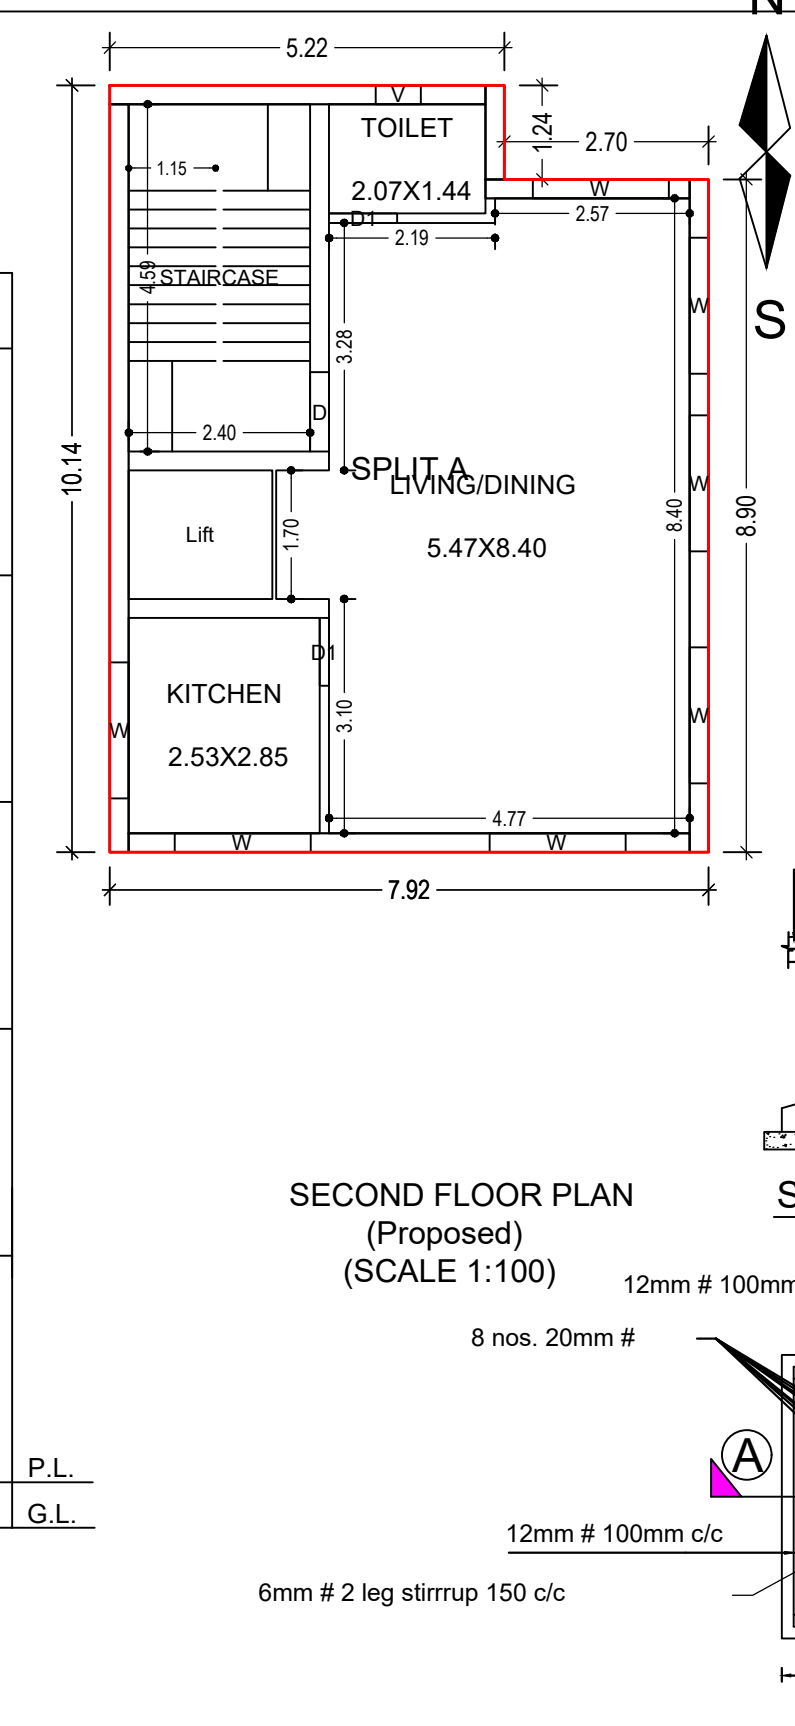 N
5.22
V
TOILET
1.24
2.70
1.15
2.07X1.44
W
D1
2.57
2.19
4.59
STAIRCASE
W
S
3.28
D
2.40
SPLIT A
LIVING/DINING
W
10.14
Lift
1.70
5.47X8.40
8.40
8.90
D1
KITCHEN
3.10
W
W
2.53X2.85
4.77
W
W
7.92
SECOND FLOOR PLAN
(Proposed)
(SCALE 1:100)
S
12mm # 100mm
8 nos. 20mm #
A
P.L.
G.L.
12mm # 100mm c/c
6mm # 2 leg stirrrup 150 c/c